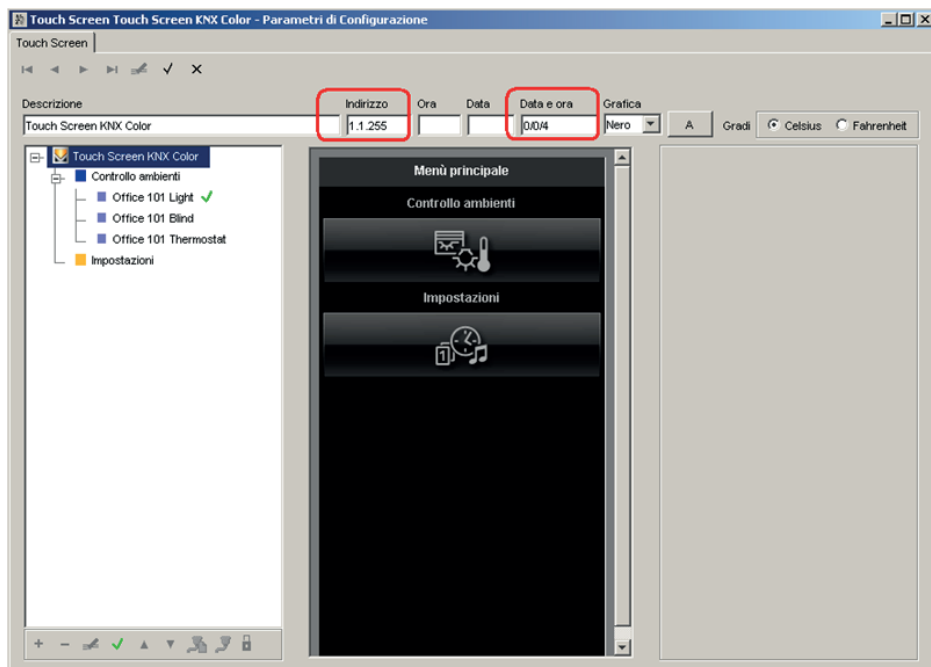 Touch Screen Touch Screen KNX Color - Parametri di Configurazione
Touch Screen
Descrizione Indirizzo Ora Data Data e ora Grafica
Touch Screen KNX Color 1.1.255 0/0/4 Nero A Gradi Celsius Fahrenheit
Touch Screen KNX Color
Controllo ambienti
Office 101 Light
Office 101 Blind
Office 101 Thermostat
Impostazioni
Menù principale
Controllo ambienti
Impostazioni
1